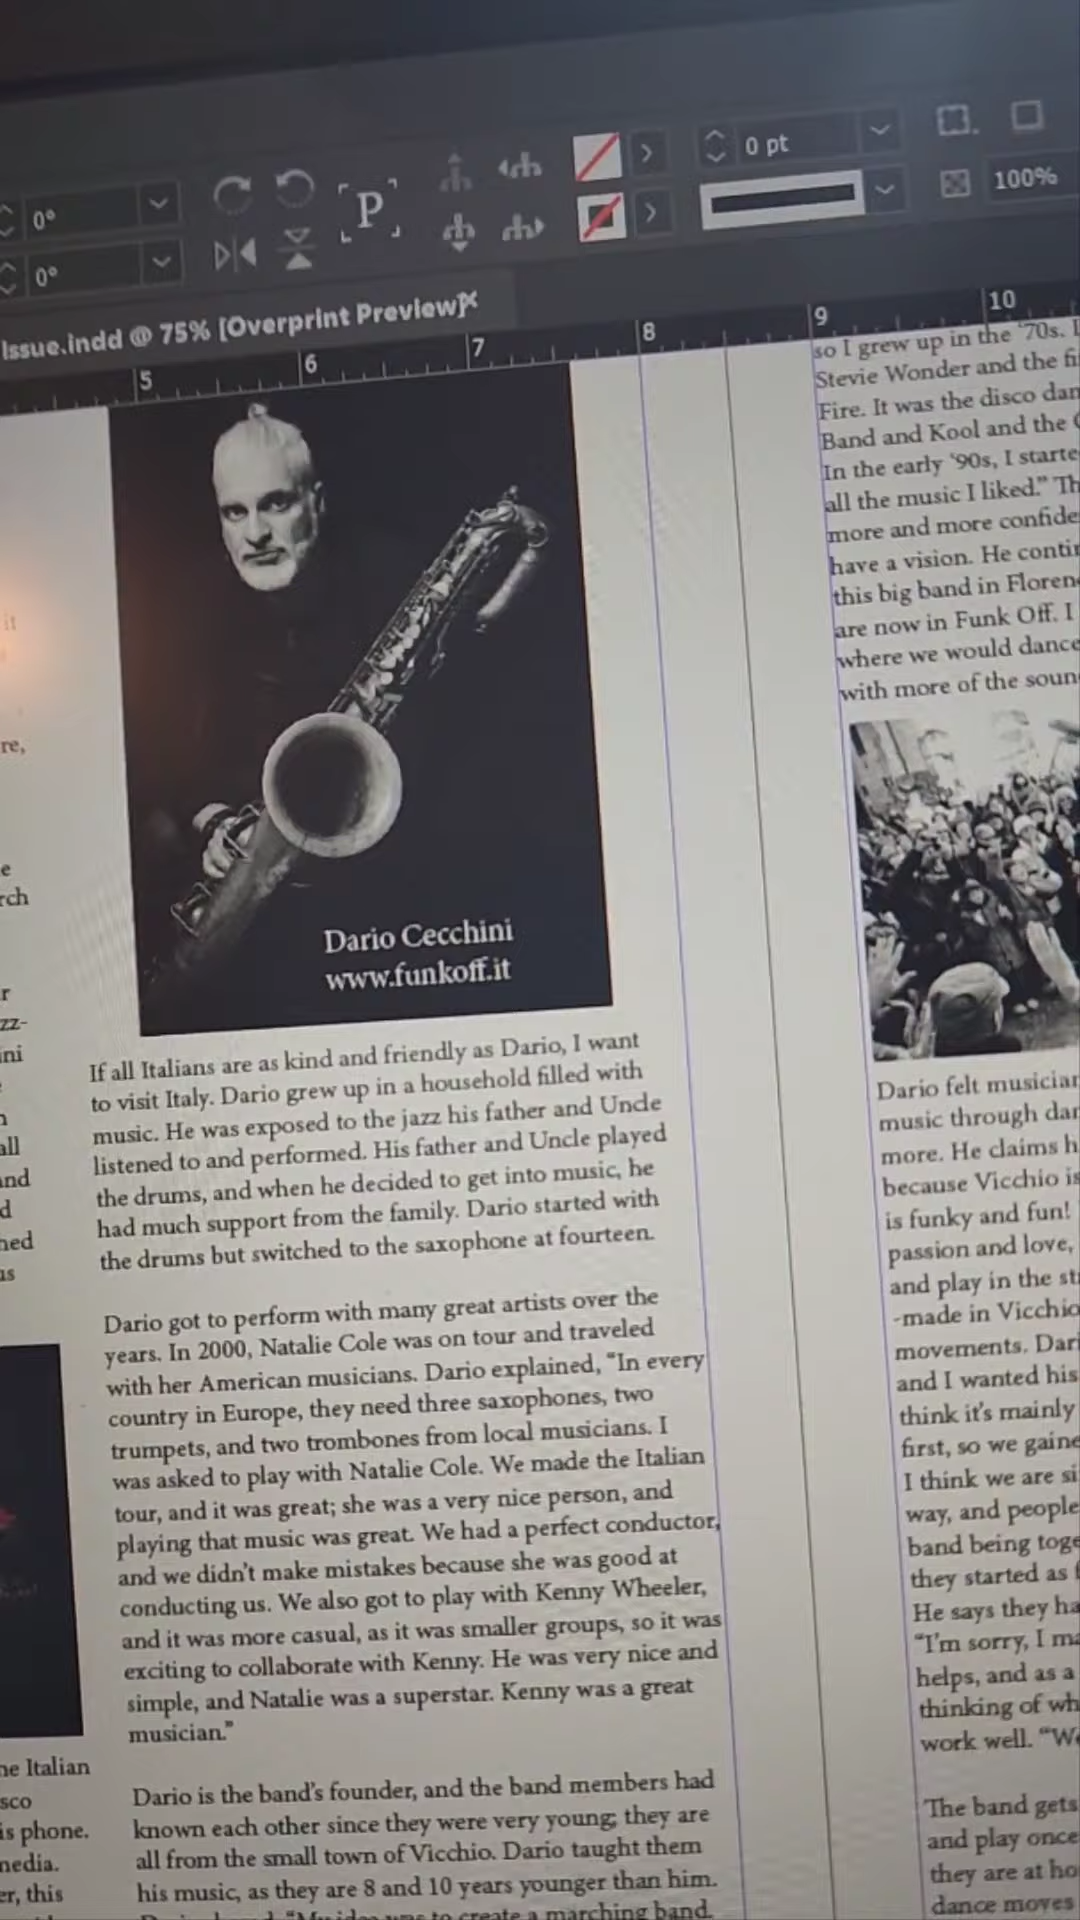 0°
0 pt
100%
0°
P
Issue.indd @ 75% [Overprint Preview]
5 6 7 8 9 10
it
re,
e
rch
r
zz-
ini
all
and
d
ned
as
he Italian
sco
is phone.
media.
er, this
Dario Cecchini
www.funkoff.it
If all Italians are as kind and friendly as Dario, I want
to visit Italy. Dario grew up in a household filled with
music. He was exposed to the jazz his father and Uncle
listened to and performed. His father and Uncle played
the drums, and when he decided to get into music, he
had much support from the family. Dario started with
the drums but switched to the saxophone at fourteen.
Dario got to perform with many great artists over the
years. In 2000, Natalie Cole was on tour and traveled
with her American musicians. Dario explained, “In every
country in Europe, they need three saxophones, two
trumpets, and two trombones from local musicians. I
was asked to play with Natalie Cole. We made the Italian
tour, and it was great; she was a very nice person, and
playing that music was great. We had a perfect conductor,
and we didn’t make mistakes because she was good at
conducting us. We also got to play with Kenny Wheeler,
and it was more casual, as it was smaller groups, so it was
exciting to collaborate with Kenny. He was very nice and
simple, and Natalie was a superstar. Kenny was a great
musician.”
Dario is the band’s founder, and the band members had
known each other since they were very young; they are
all from the small town of Vicchio. Dario taught them
his music, as they are 8 and 10 years younger than him.
to create a marching band.
so I grew up in the ‘70s. I
Stevie Wonder and the
Fire. It was the disco
Band and Kool and the
In the early ‘90s, I
all the music I liked.”
more and more
have a vision. He
this big band in
are now in Funk Off. I
where we would dance
with more of the
Dario felt
music through
more. He claims
because Vicchio is
is funky and fun!
passion and love,
and play in the
-made in Vicchio
movements.
and I wanted his
think it’s mainly
first, so we
I think we are
way, and people
band being
they started as
He says they
“I’m sorry, I
helps, and as a
thinking of
work well.
The band gets
and play once
they are at
dance moves